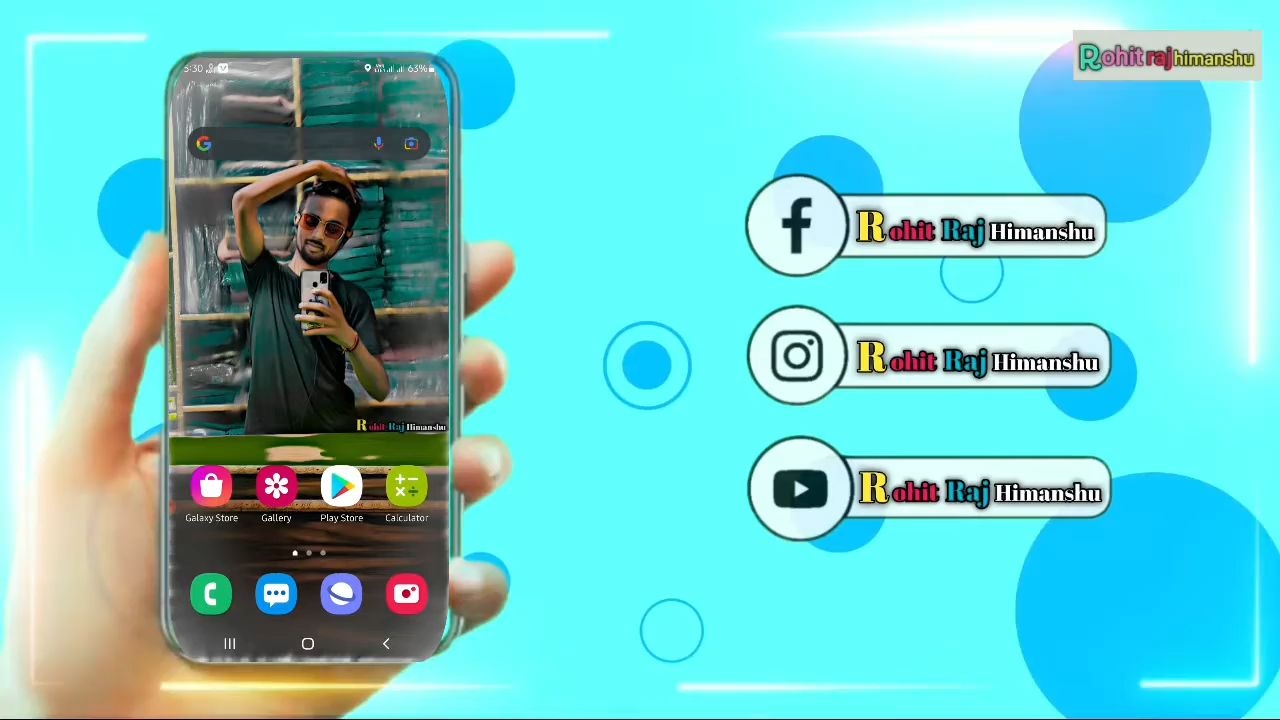 Rohit raj himanshu
5:30
63%
Rohit Raj Himanshu
Rohit Raj Himanshu
Rohit Raj Himanshu
Rohit Raj Himanshu
Galaxy Store Gallery Play Store Calculator